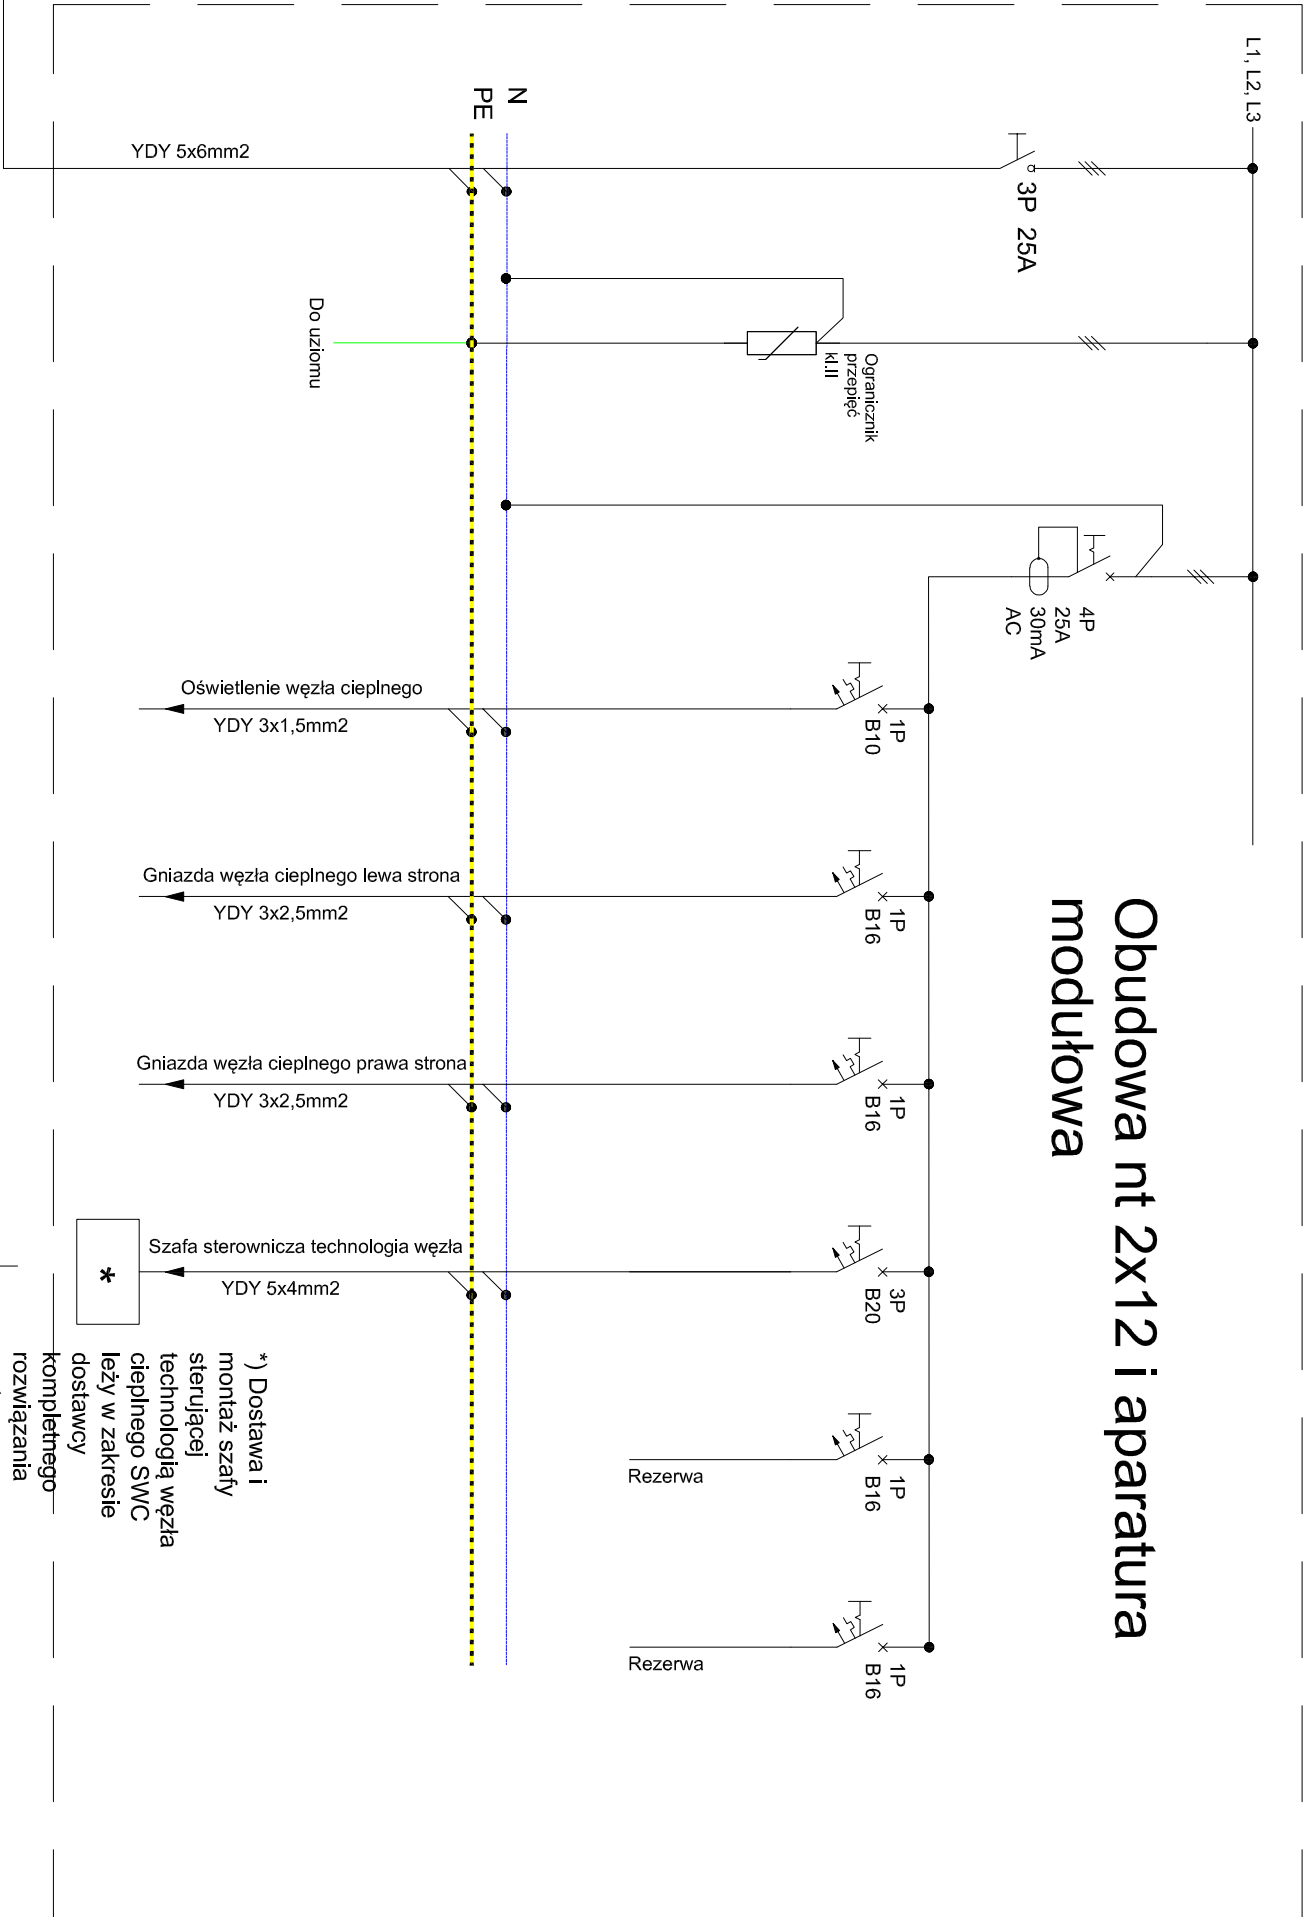 L1, L2, L3
3P 25A
Obudowa nt 2x12 i aparatura
modułowa
4P
25A
30mA
AC
Ogranicznik
przepięć
kl.II
1P
B10
1P
B16
1P
B16
3P
B20
1P
B16
1P
B16
Rezerwa
Rezerwa
N
PE
YDY 5x6mm2
Do uziomu
Oświetlenie węzła cieplnego
YDY 3x1,5mm2
Gniazda węzła cieplnego lewa strona
YDY 3x2,5mm2
Gniazda węzła cieplnego prawa strona
YDY 3x2,5mm2
Szafa sterownicza technologia węzła
YDY 5x4mm2
*
*) Dostawa i
montaż szafy
sterującej
technologią węzła
cieplnego SWC
leży w zakresie
dostawcy
kompletnego
rozwiązania